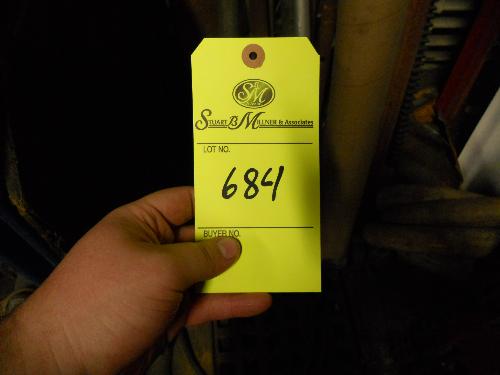 SM
STUART B MILLNER & Associates
LOT NO.
684
BUYER NO.